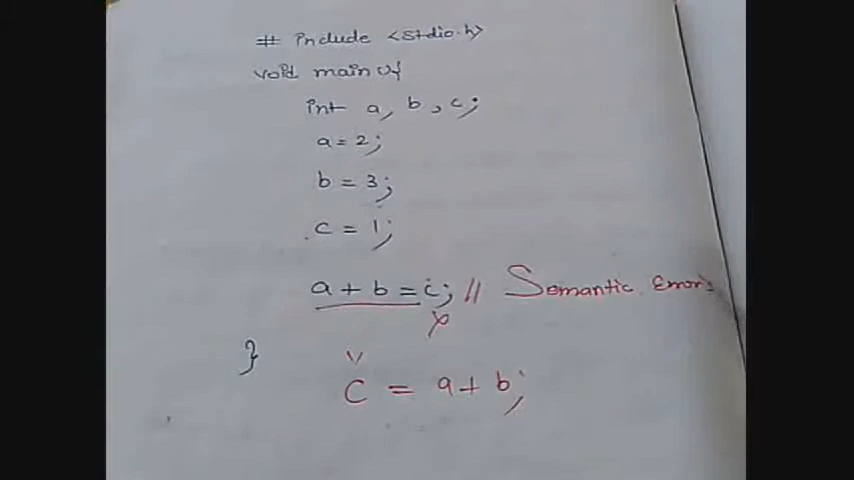 # include <stdio.h>
void main(){
int a, b, c;
a=2;
b = 3;
c = 1;
a + b = c; // Semantic Errors
}
c = a + b;